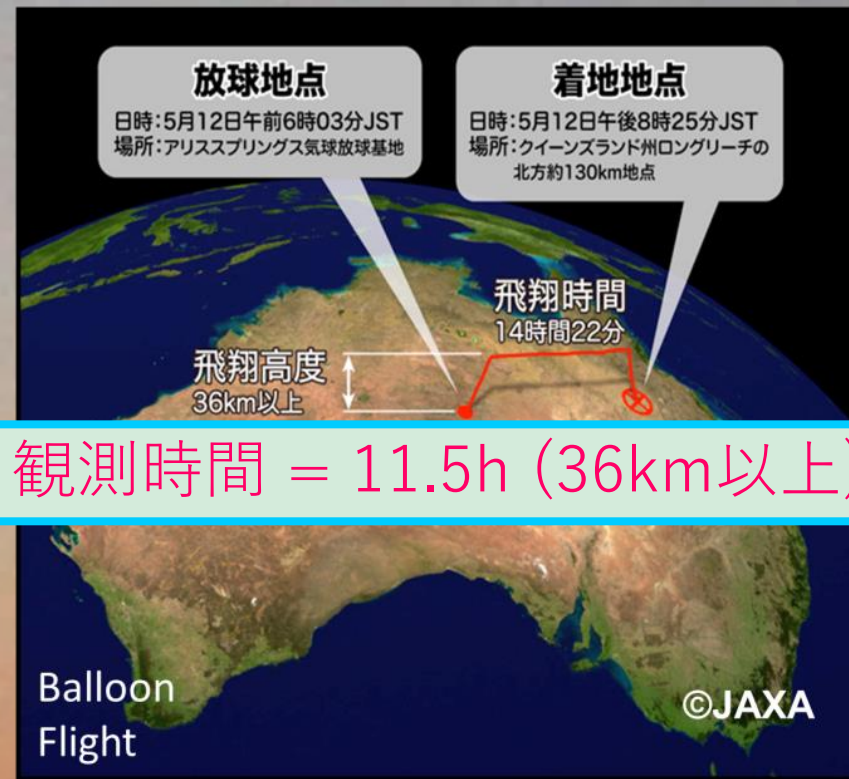 放球地点
日時:5月12日午前6時03分JST
場所:アリススプリングス気球放球基地
着地地点
日時:5月12日午後8時25分JST
場所:クイーンズランド州ロングリーチの
北方約130km地点
飛翔時間
14時間22分
飛翔高度
36km以上
観測時間 = 11.5h (36km以上)
Balloon
Flight
©JAXA